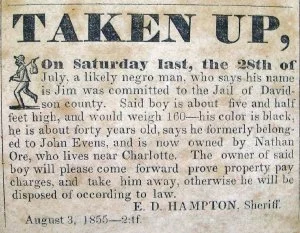 TAKEN UP,
On Saturday last, the 28th of
July, a likely negro man, who says his name
is Jim was committed to the Jail of David-
son county. Said boy is about five and half
feet high, and would weigh 160—his color is black,
he is about forty years old, says he formerly belong-
ed to John Evens, and is now owned by Nathan
Ore, who lives near Charlotte. The owner of said
boy will please come forward prove property pay
charges, and take him away, otherwise he will be
disposed of occording to law.
E. D. HAMPTON, Sheriff.
August 3, 1855—2:tf.